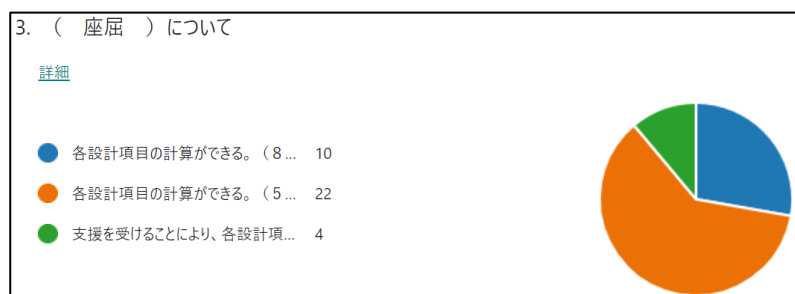 3. （ 座屈 ）について
詳細
各設計項目の計算ができる。（８... 10
各設計項目の計算ができる。（５... 22
支援を受けることにより、各設計項... 4